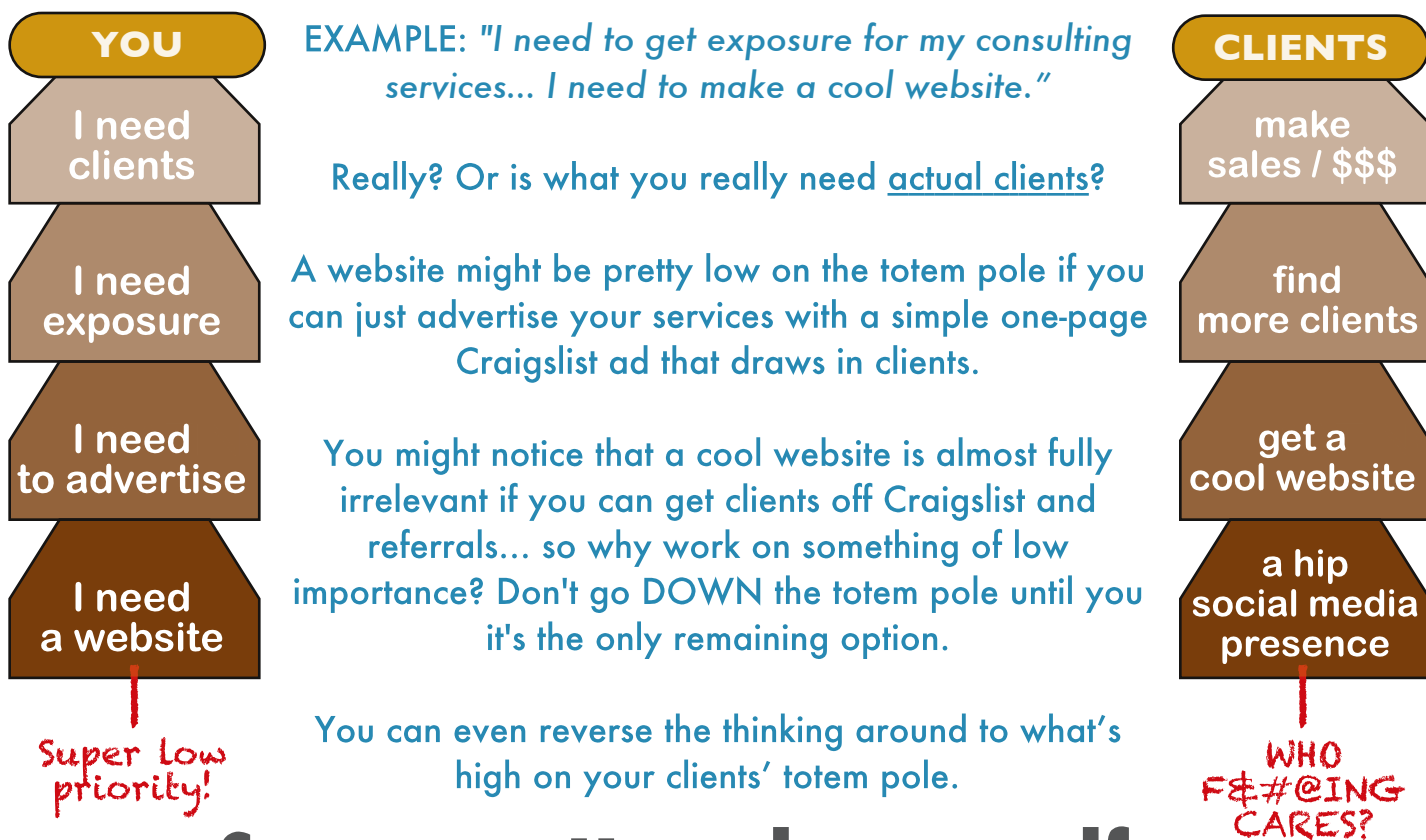 YOU
I need
clients
I need
exposure
I need
to advertise
I need
a website
Super low
priority!
EXAMPLE: "I need to get exposure for my consulting
services... I need to make a cool website.”
Really? Or is what you really need actual clients?
A website might be pretty low on the totem pole if you
can just advertise your services with a simple one-page
Craigslist ad that draws in clients.
You might notice that a cool website is almost fully
irrelevant if you can get clients off Craigslist and
referrals... so why work on something of low
importance? Don't go DOWN the totem pole until you
it's the only remaining option.
You can even reverse the thinking around to what’s
high on your clients’ totem pole.
CLIENTS
make
sales / $$$
find
more clients
get a
cool website
a hip
social media
presence
WHO
F&#@ING
CARES?